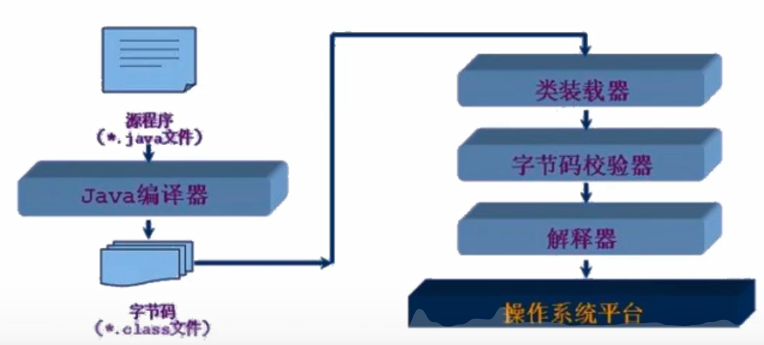 源程序
(*.java文件)
Java编译器
字节码
(*.class文件)
类装载器
字节码校验器
解释器
操作系统平台